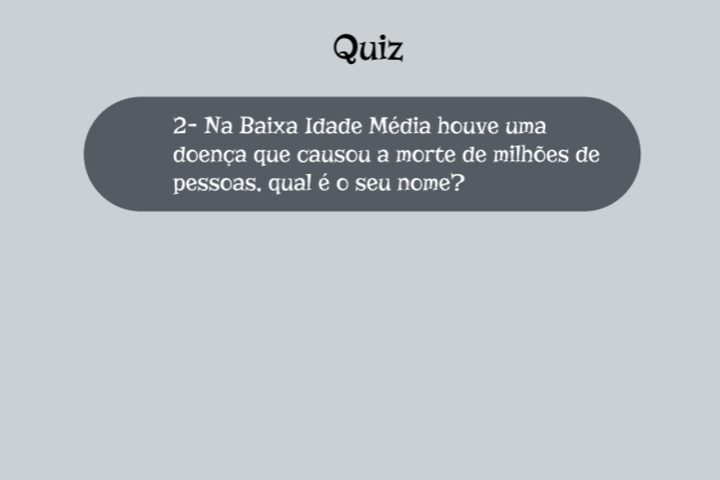 Quiz
2- Na Baixa Idade Média houve uma
doença que causou a morte de milhões de
pessoas, qual é o seu nome?